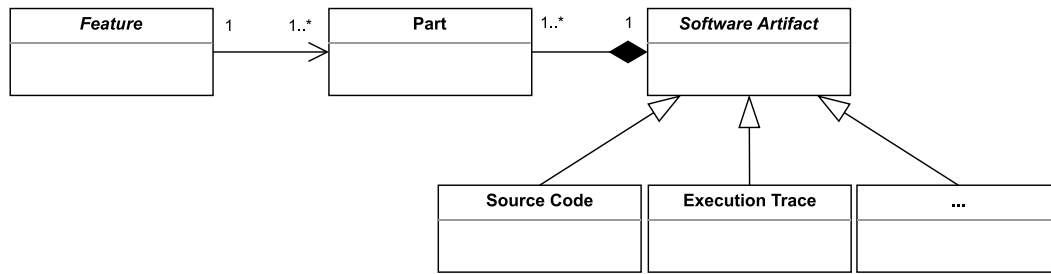 Feature
1
1..*
Part
1..*
1
Software Artifact
Source Code
Execution Trace
...